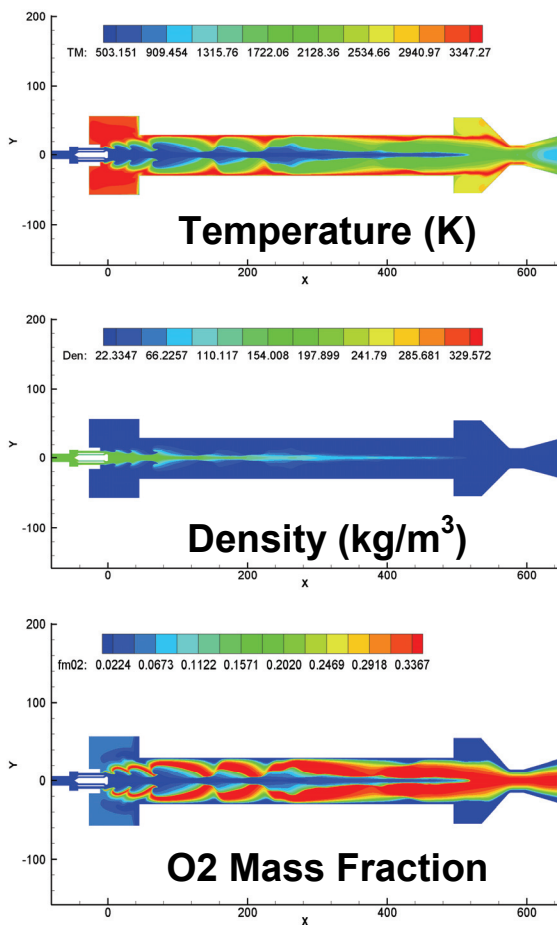 200
TM: 503.151 909.454 1315.76 1722.06 2128.36 2534.66 2940.97 3347.27
100
Y
0
-100
Temperature (K)
0 200 400 600
X
200
Den: 22.3347 66.2257 110.117 154.008 197.899 241.79 285.681 329.572
100
Y
0
-100
Density (kg/m³)
0 200 400 600
X
200
fm02: 0.0224 0.0673 0.1122 0.1571 0.2020 0.2469 0.2918 0.3367
100
Y
0
-100
O2 Mass Fraction
0 200 400 600
X